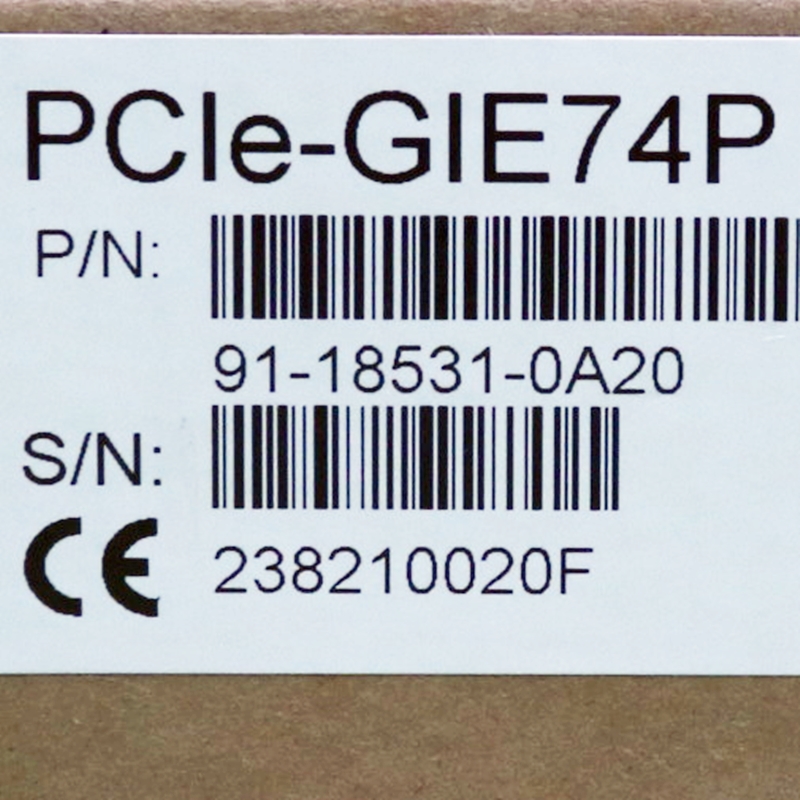 PCIe-GIE74P
P/N:
91-18531-0A20
S/N:
CE
238210020F